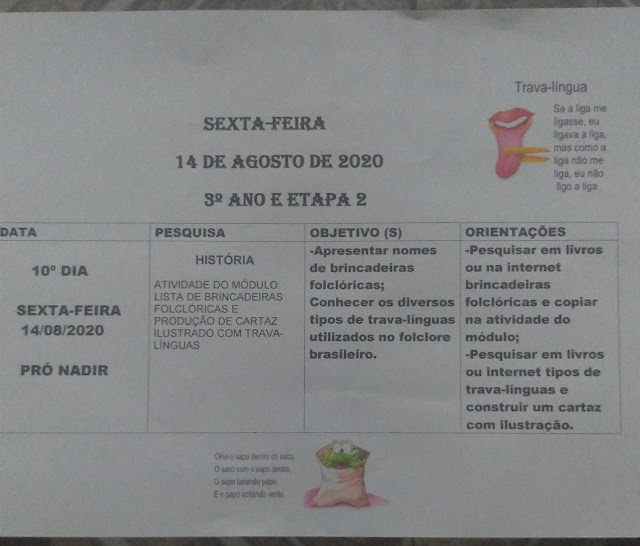 Trava-língua
Se a liga me
ligasse, eu
ligava a liga,
mas como a
liga não me
liga, eu não
ligo a liga.
SEXTA-FEIRA
14 DE AGOSTO DE 2020
3º ANO E ETAPA 2
DATA
10º DIA
SEXTA-FEIRA
14/08/2020
PRÓ NADIR
PESQUISA
HISTÓRIA
ATIVIDADE DO MÓDULO
LISTA DE BRINCADEIRAS
FOLCLÓRICAS E
PRODUÇÃO DE CARTAZ
ILUSTRADO COM TRAVA-
LÍNGUAS
OBJETIVO (S)
-Apresentar nomes
de brincadeiras
folclóricas;
Conhecer os diversos
tipos de trava-línguas
utilizados no folclore
brasileiro.
ORIENTAÇÕES
-Pesquisar em livros
ou na internet
brincadeiras
folclóricas e copiar
na atividade do
módulo;
-Pesquisar em livros
ou internet tipos de
trava-línguas e
construir um cartaz
com ilustração.
Olha o sapo dentro do saco,
O saco com o sapo dentro,
O sapo batendo papo,
E o papo soltando vento.